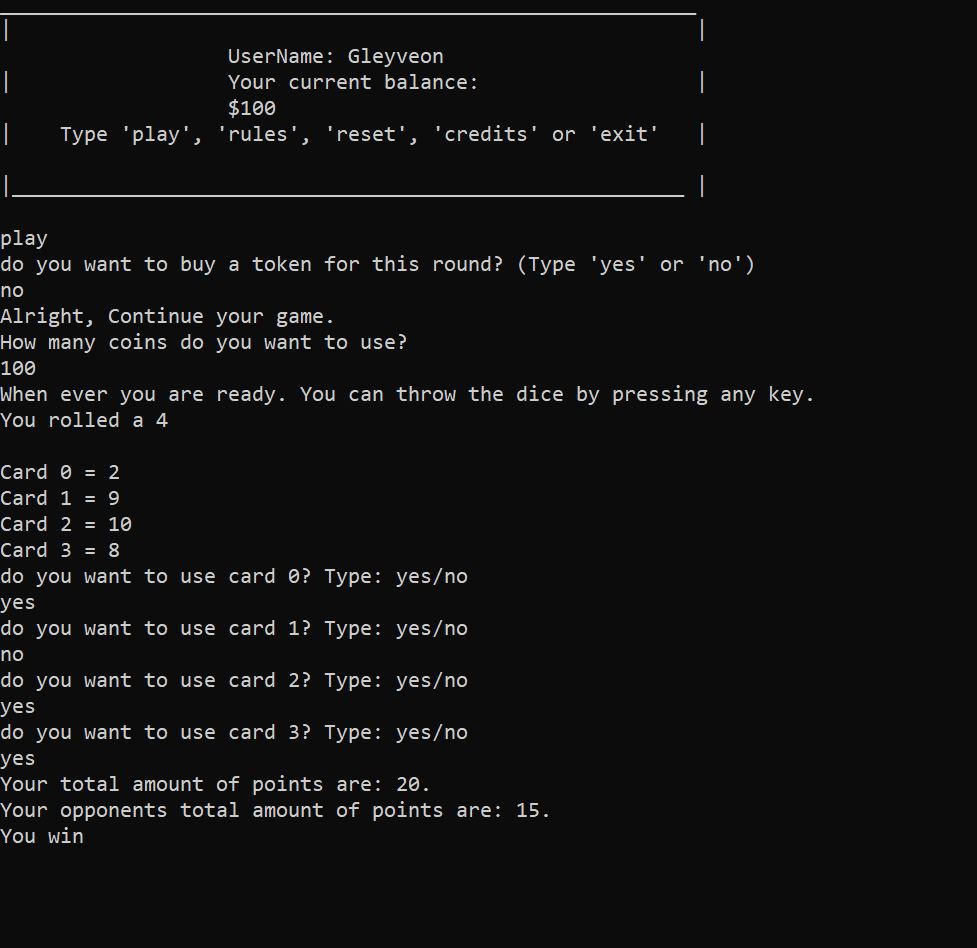 UserName: Gleyveon
Your current balance:
$100
Type 'play', 'rules', 'reset', 'credits' or 'exit'
play
do you want to buy a token for this round? (Type 'yes' or 'no')
no
Alright, Continue your game.
How many coins do you want to use?
100
When ever you are ready. You can throw the dice by pressing any key.
You rolled a 4
Card 0 = 2
Card 1 = 9
Card 2 = 10
Card 3 = 8
do you want to use card 0? Type: yes/no
yes
do you want to use card 1? Type: yes/no
no
do you want to use card 2? Type: yes/no
yes
do you want to use card 3? Type: yes/no
yes
Your total amount of points are: 20.
Your opponents total amount of points are: 15.
You win